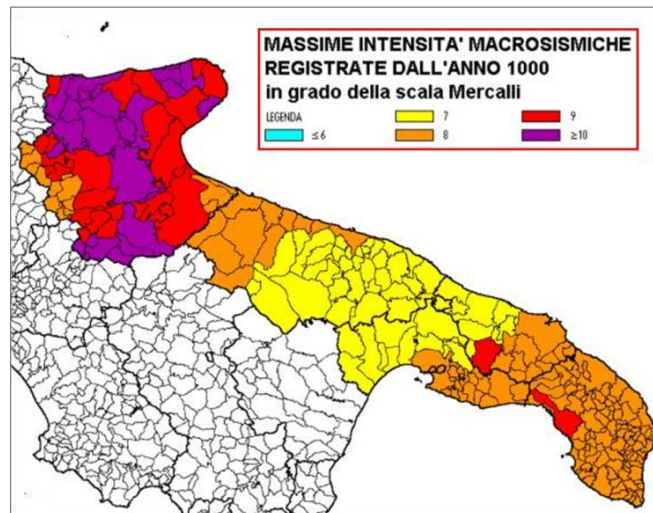 MASSIME INTENSITA' MACROSISMICHE
REGISTRATE DALL'ANNO 1000
in grado della scala Mercalli
LEGENDA
7
9
≤6
8
≥10